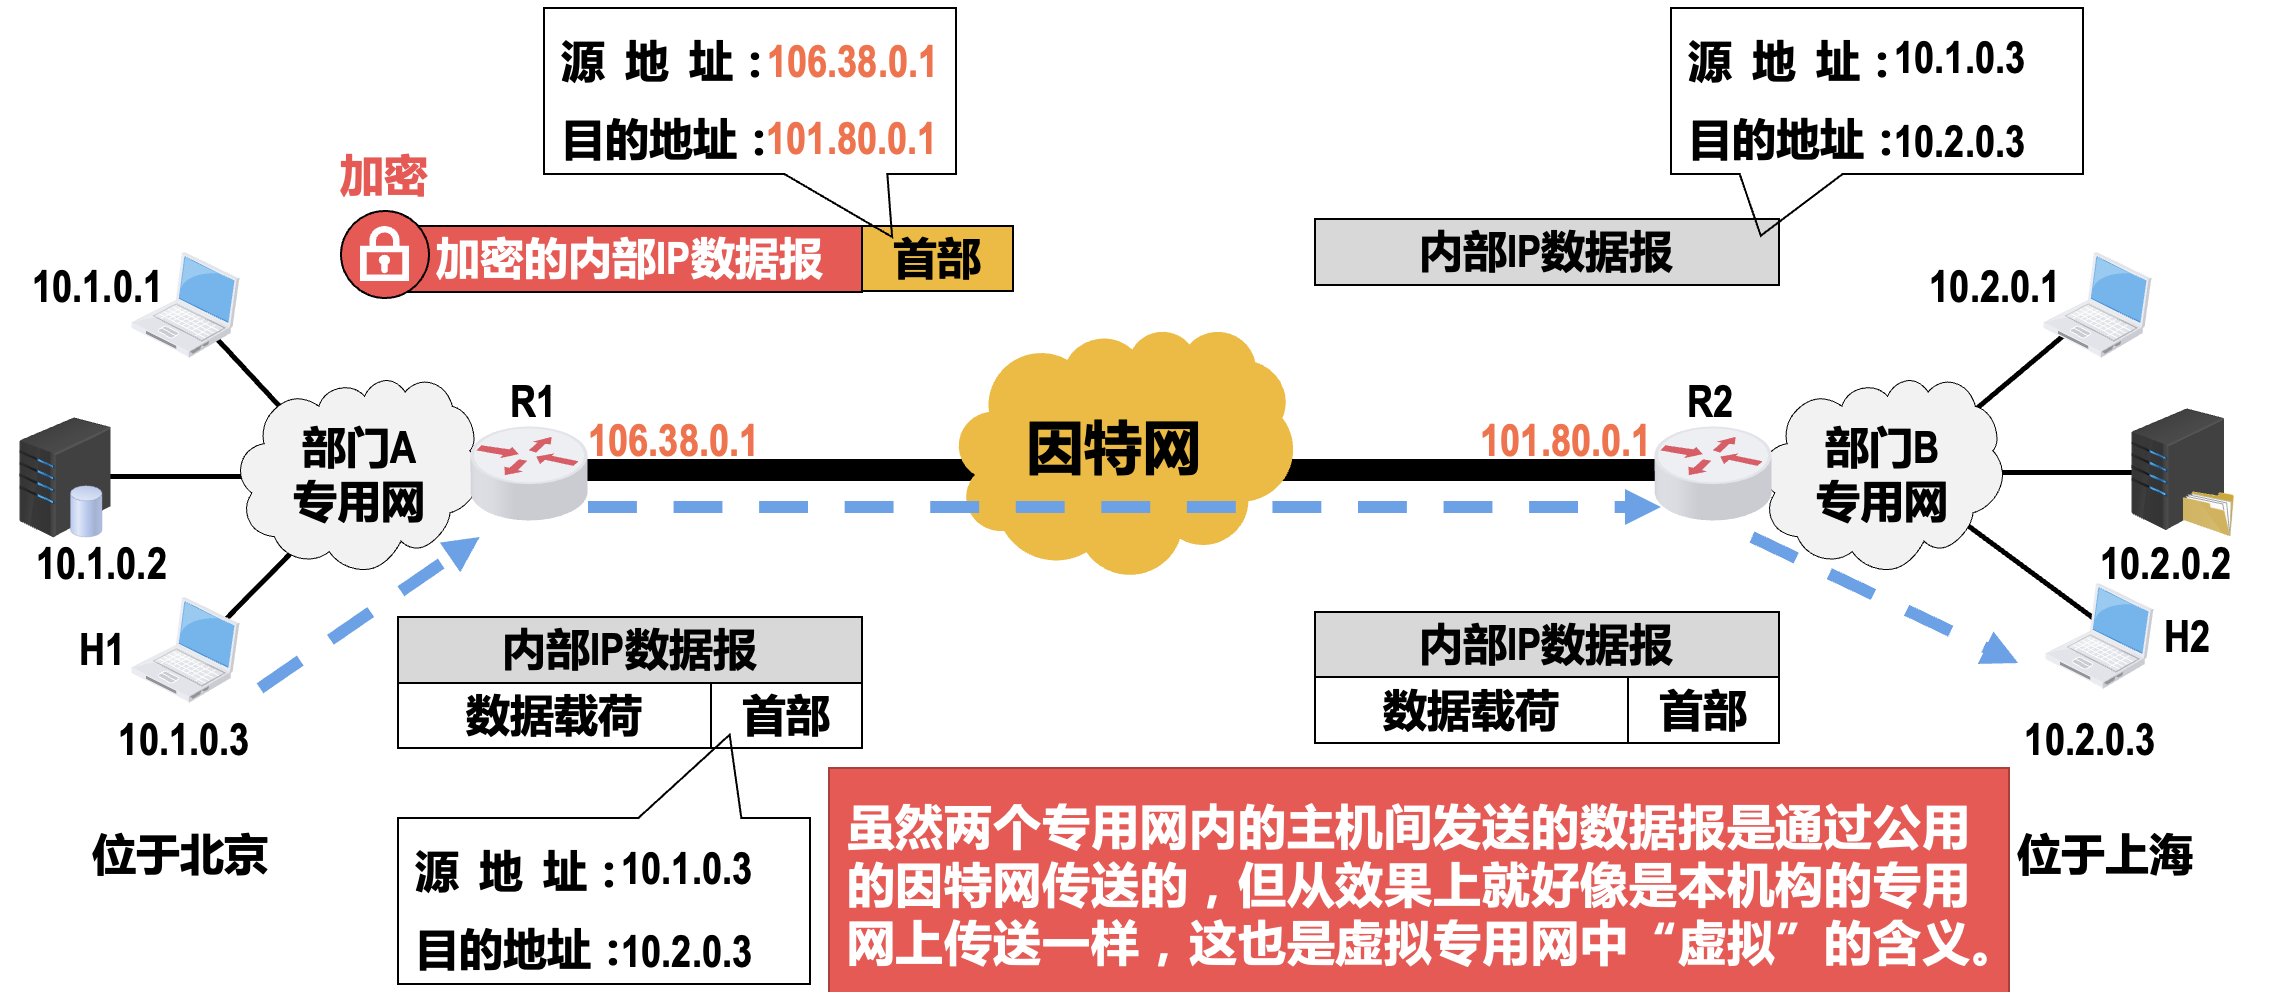 源地址:106.38.0.1
目的地址:101.80.0.1
源地址:10.1.0.3
目的地址:10.2.0.3
加密
加密的内部IP数据报
首部
内部IP数据报
10.1.0.1
10.2.0.1
R1
R2
106.38.0.1
101.80.0.1
部门A
专用网
因特网
部门B
专用网
10.1.0.2
10.2.0.2
H1
H2
内部IP数据报
数据载荷
首部
内部IP数据报
数据载荷
首部
10.1.0.3
10.2.0.3
位于北京
位于上海
源地址:10.1.0.3
目的地址:10.2.0.3
虽然两个专用网内的主机间发送的数据报是通过公用
的因特网传送的，但从效果上就好像是本机构的专用
网上传送一样，这也是虚拟专用网中“虚拟”的含义。